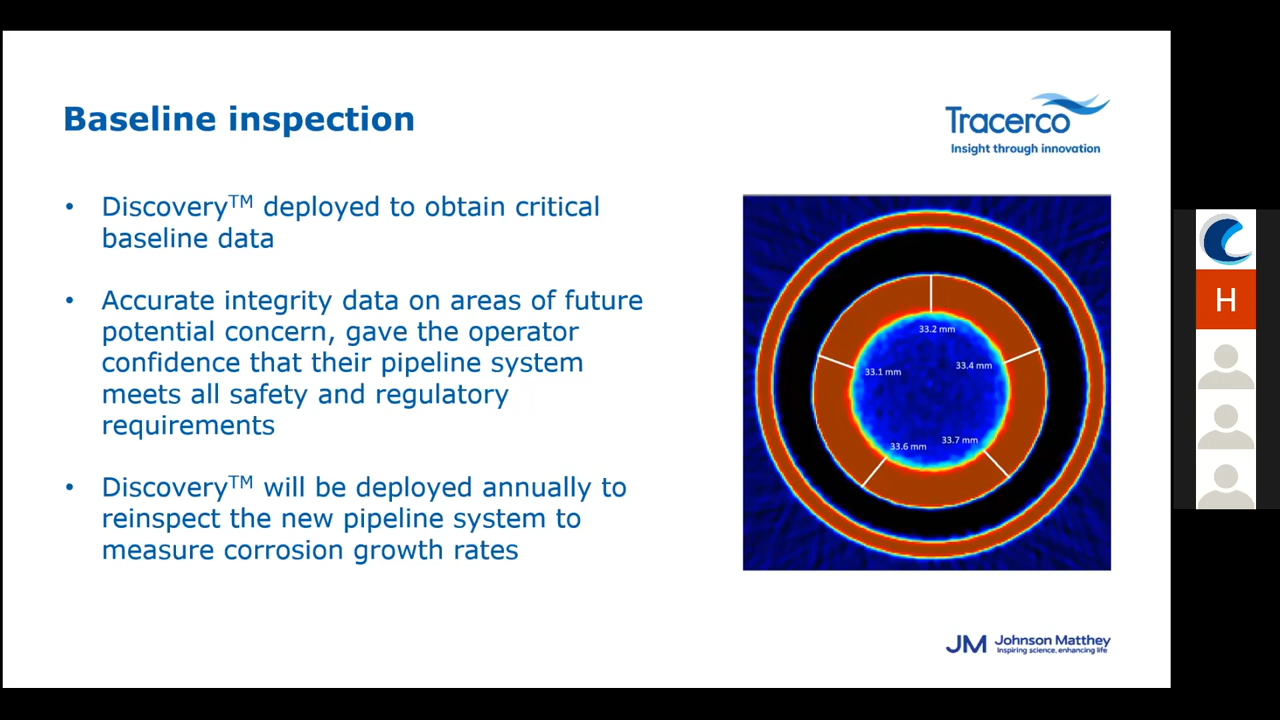 Baseline inspection
Tracerco
Insight through innovation
• Discovery™ deployed to obtain critical
baseline data
• Accurate integrity data on areas of future
potential concern, gave the operator
confidence that their pipeline system
meets all safety and regulatory
requirements
• Discovery™ will be deployed annually to
reinspect the new pipeline system to
measure corrosion growth rates
33.2 mm
33.1 mm
33.4 mm
33.6 mm
33.7 mm
H
JM Johnson Matthey
Inspiring science, enhancing life